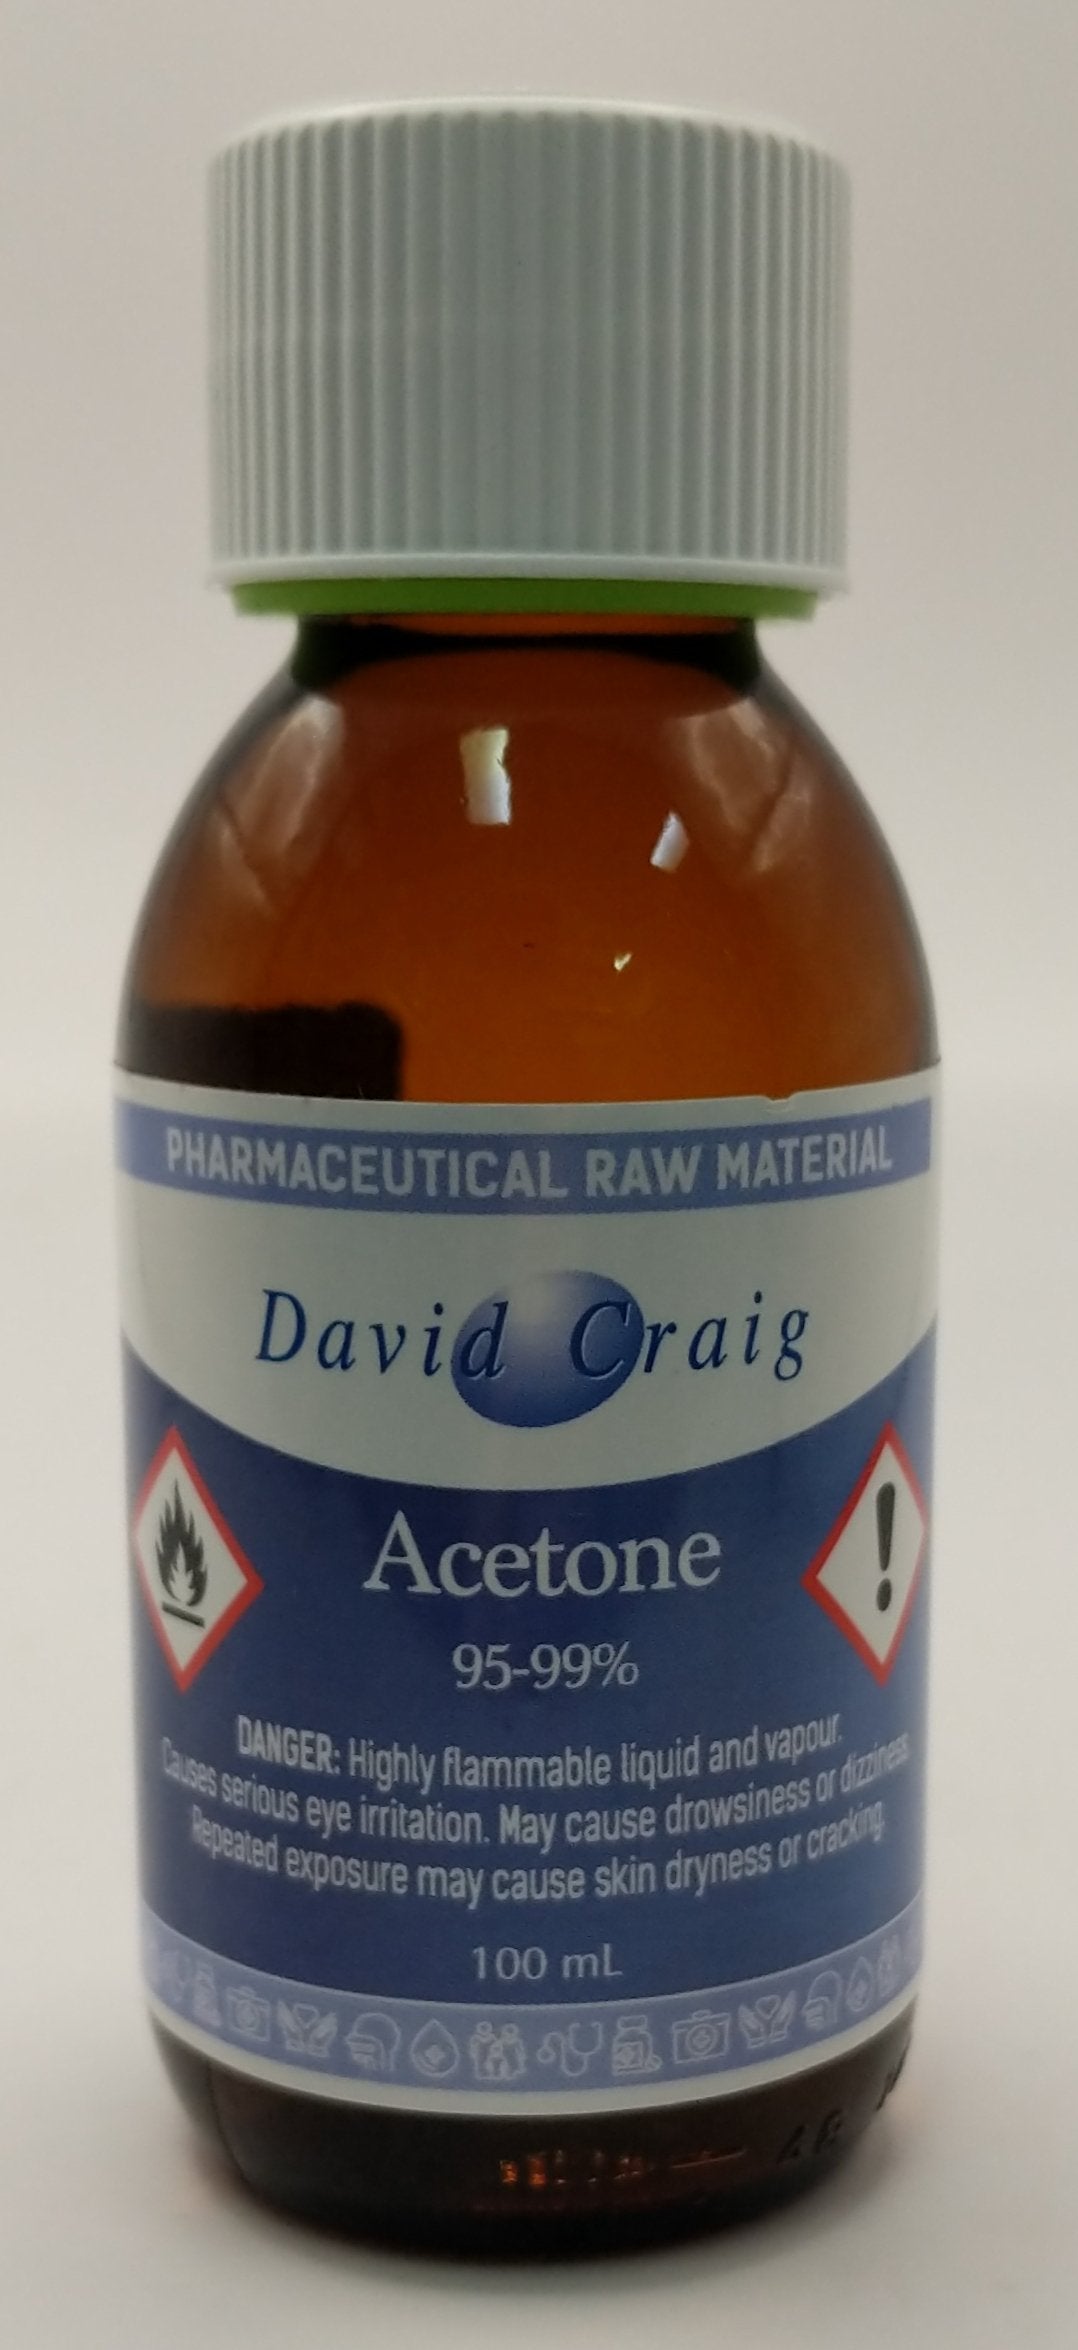 PHARMACEUTICAL RAW MATERIAL
David Craig
Acetone
95-99%
DANGER: Highly flammable liquid and vapour.
Causes serious eye irritation. May cause drowsiness or dizziness.
Repeated exposure may cause skin dryness or cracking.
100 mL